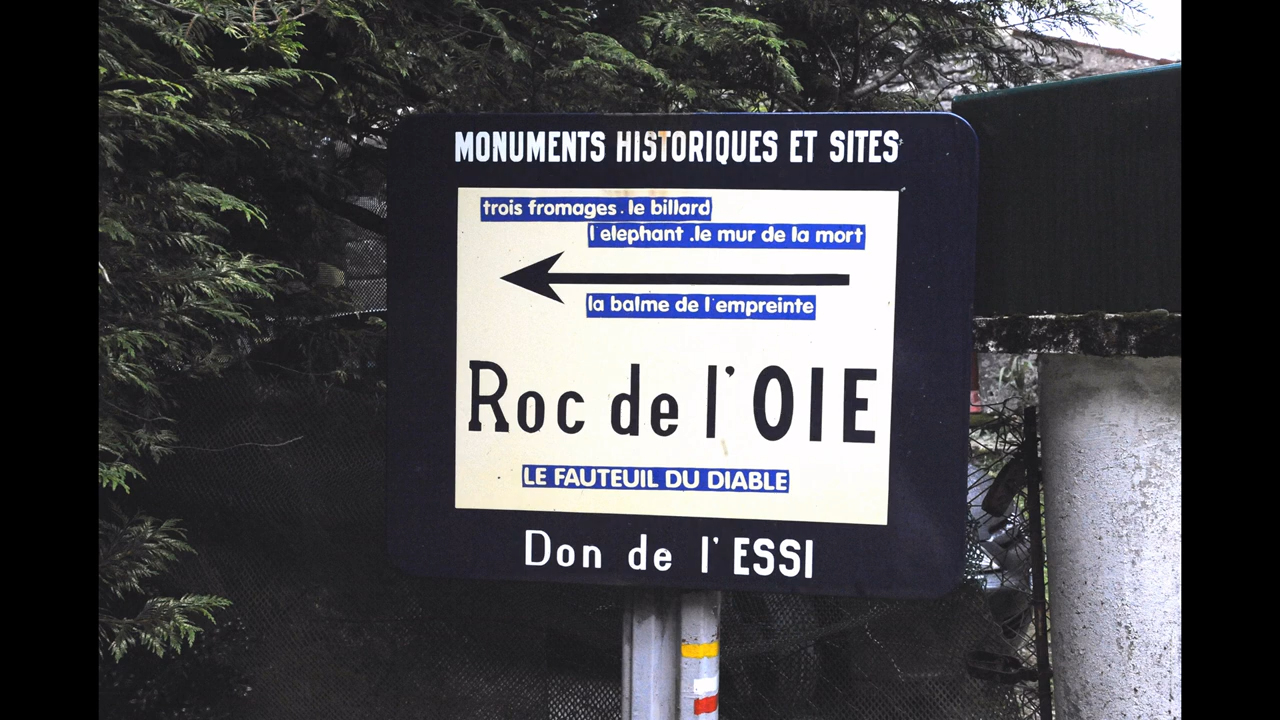 MONUMENTS HISTORIQUES ET SITES
trois fromages. le billard
l'elephant .le mur de la mort
la balme de l'empreinte
Roc de l'OIE
LE FAUTEUIL DU DIABLE
Don de l'ESSI